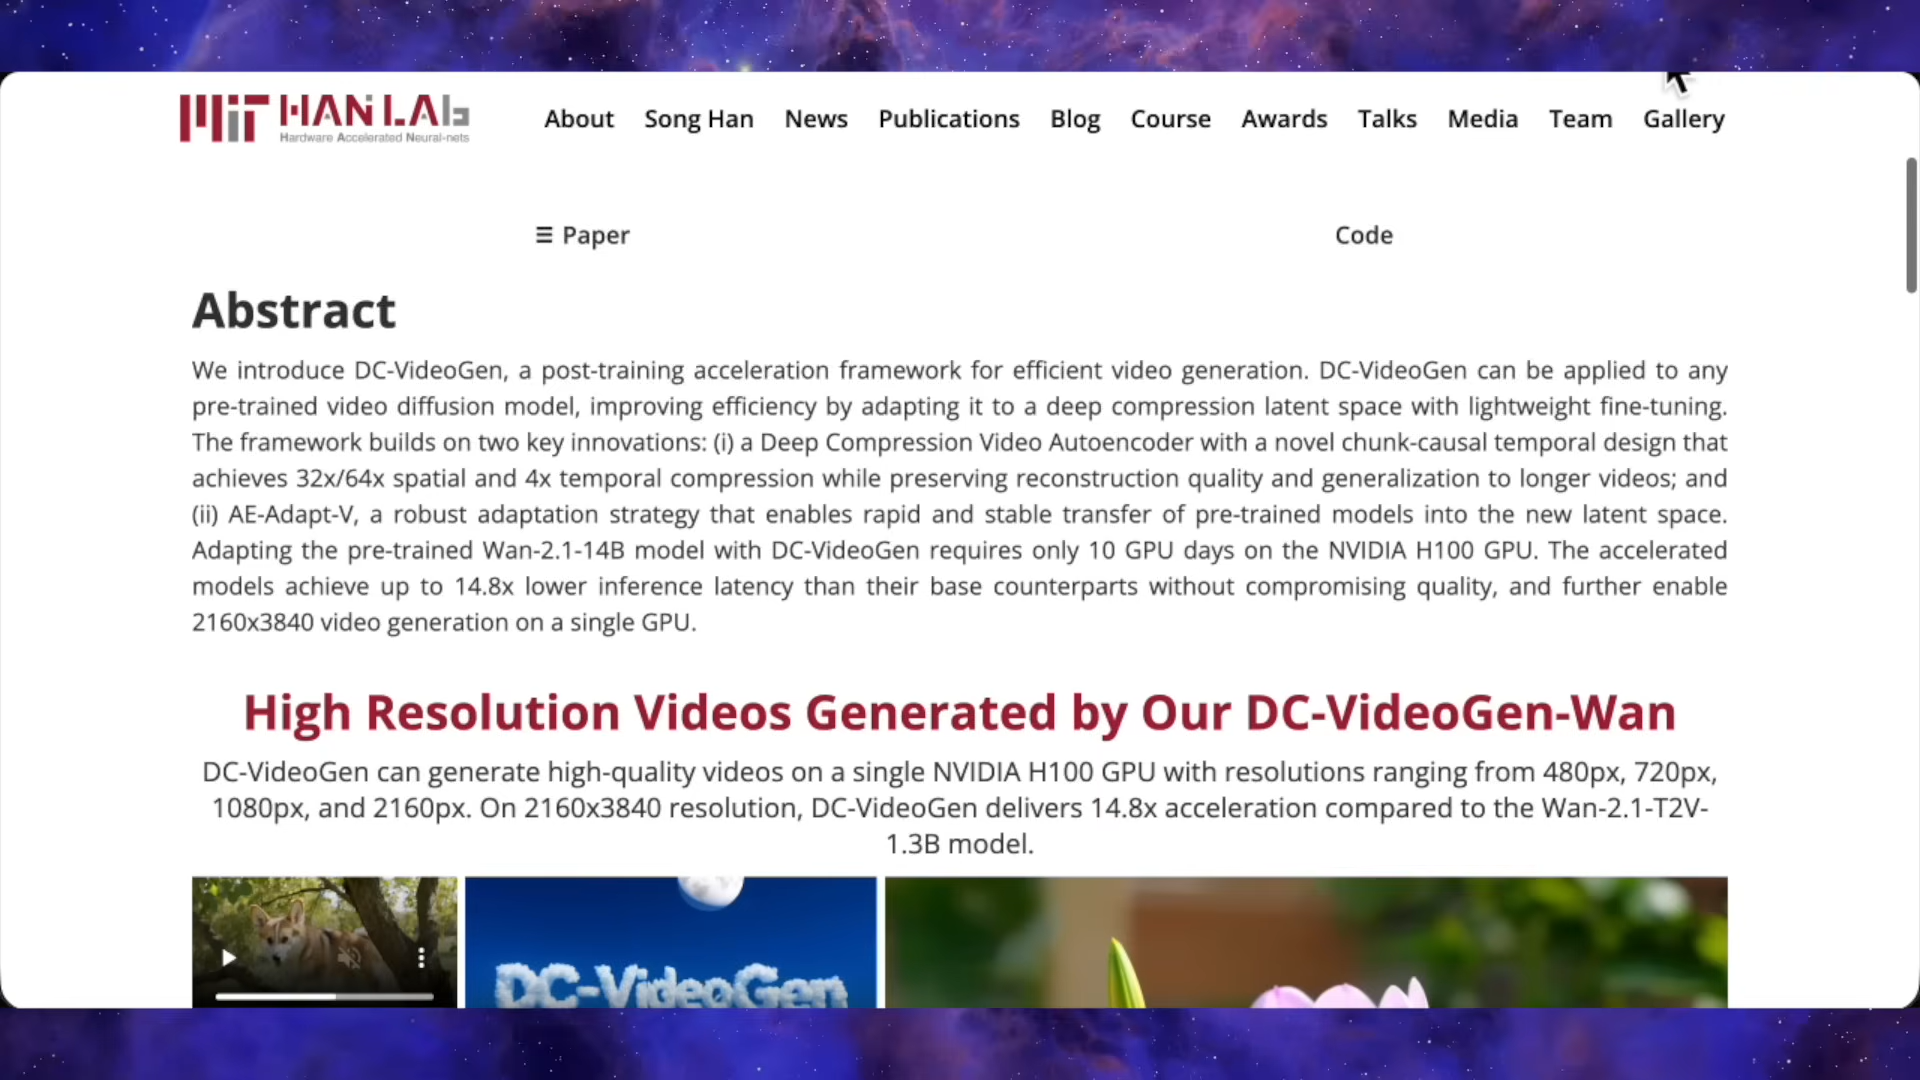 MIT HAN LAB
Hardware Accelerated Neural-nets
About Song Han News Publications Blog Course Awards Talks Media Team Gallery
☰ Paper
Code
Abstract
We introduce DC-VideoGen, a post-training acceleration framework for efficient video generation. DC-VideoGen can be applied to any
pre-trained video diffusion model, improving efficiency by adapting it to a deep compression latent space with lightweight fine-tuning.
The framework builds on two key innovations: (i) a Deep Compression Video Autoencoder with a novel chunk-causal temporal design that
achieves 32x/64x spatial and 4x temporal compression while preserving reconstruction quality and generalization to longer videos; and
(ii) AE-Adapt-V, a robust adaptation strategy that enables rapid and stable transfer of pre-trained models into the new latent space.
Adapting the pre-trained Wan-2.1-14B model with DC-VideoGen requires only 10 GPU days on the NVIDIA H100 GPU. The accelerated
models achieve up to 14.8x lower inference latency than their base counterparts without compromising quality, and further enable
2160x3840 video generation on a single GPU.
High Resolution Videos Generated by Our DC-VideoGen-Wan
DC-VideoGen can generate high-quality videos on a single NVIDIA H100 GPU with resolutions ranging from 480px, 720px,
1080px, and 2160px. On 2160x3840 resolution, DC-VideoGen delivers 14.8x acceleration compared to the Wan-2.1-T2V-
1.3B model.
DC-VideoGen